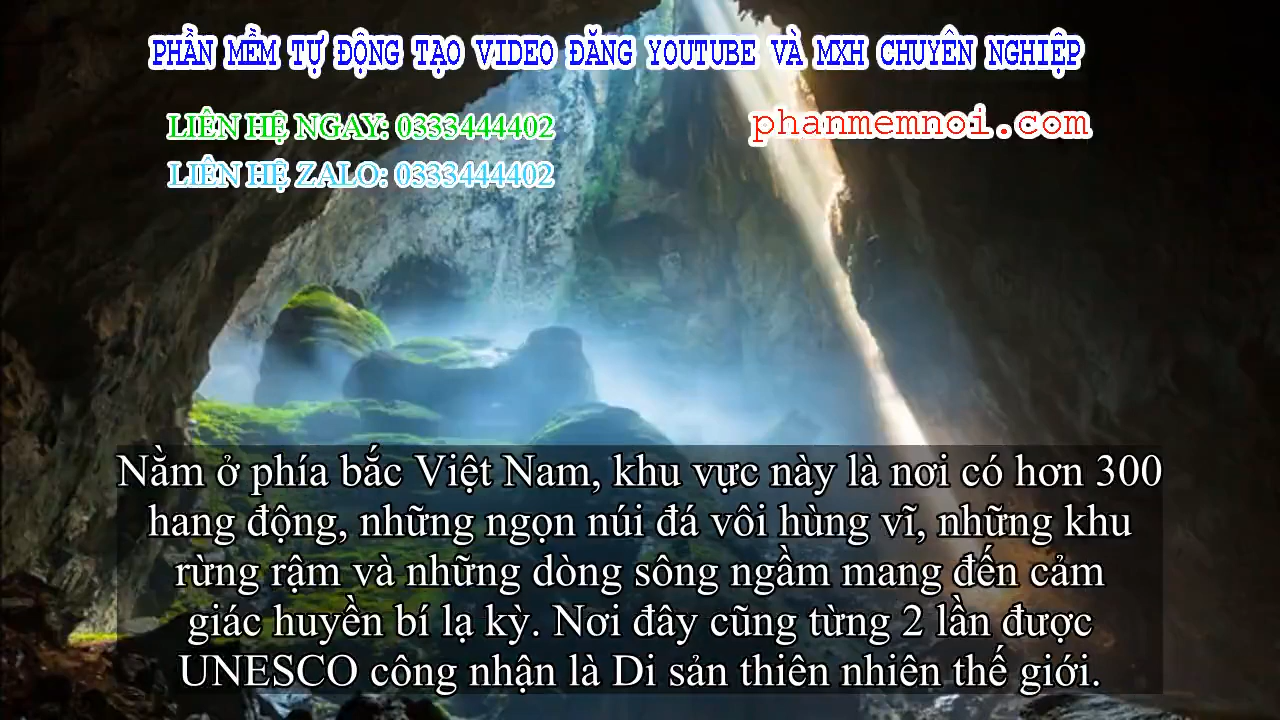 PHẦN MỀM TỰ ĐỘNG TẠO VIDEO ĐĂNG YOUTUBE VÀ MXH CHUYÊN NGHIỆP
LIÊN HỆ NGAY: 0333444402
phanmemnoi.com
LIÊN HỆ ZALO: 0333444402
Nằm ở phía bắc Việt Nam, khu vực này là nơi có hơn 300
hang động, những ngọn núi đá vôi hùng vĩ, những khu
rừng rậm và những dòng sông ngầm mang đến cảm
giác huyền bí lạ kỳ. Nơi đây cũng từng 2 lần được
UNESCO công nhận là Di sản thiên nhiên thế giới.